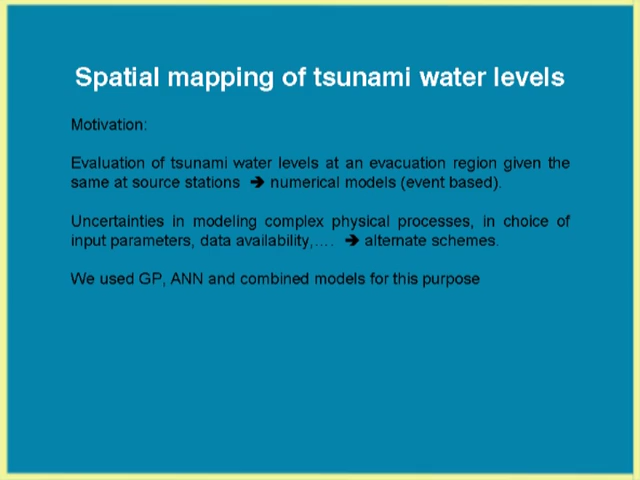 Spatial mapping of tsunami water levels
Motivation:
Evaluation of tsunami water levels at an evacuation region given the
same at source stations ➔ numerical models (event based).
Uncertainties in modeling complex physical processes, in choice of
input parameters, data availability,…. ➔ alternate schemes.
We used GP, ANN and combined models for this purpose